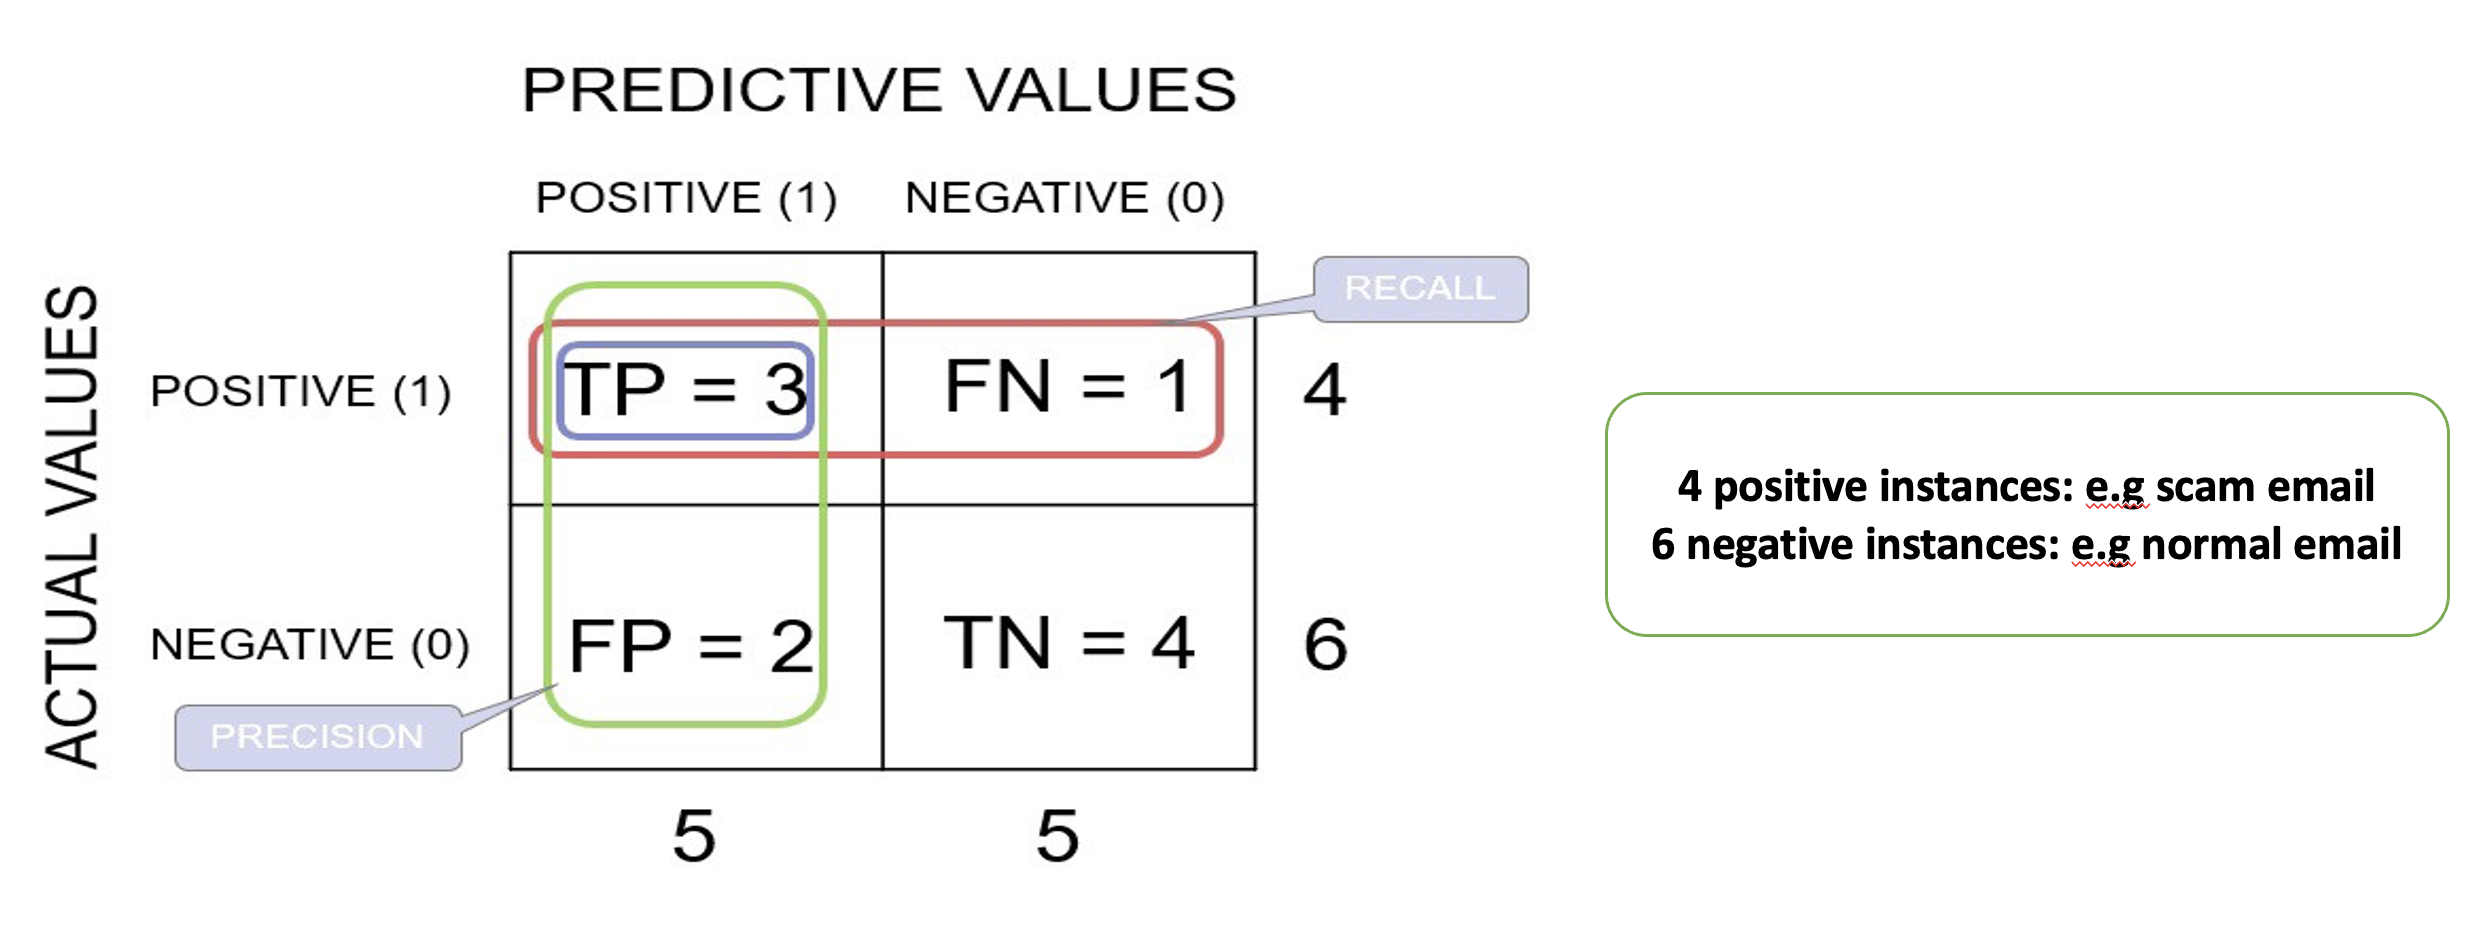 PREDICTIVE VALUES
POSITIVE (1) NEGATIVE (0)
RECALL
ACTUAL VALUES
POSITIVE (1) TP = 3 FN = 1 4
4 positive instances: e.g scam email
6 negative instances: e.g normal email
NEGATIVE (0) FP = 2 TN = 4 6
PRECISION
5 5